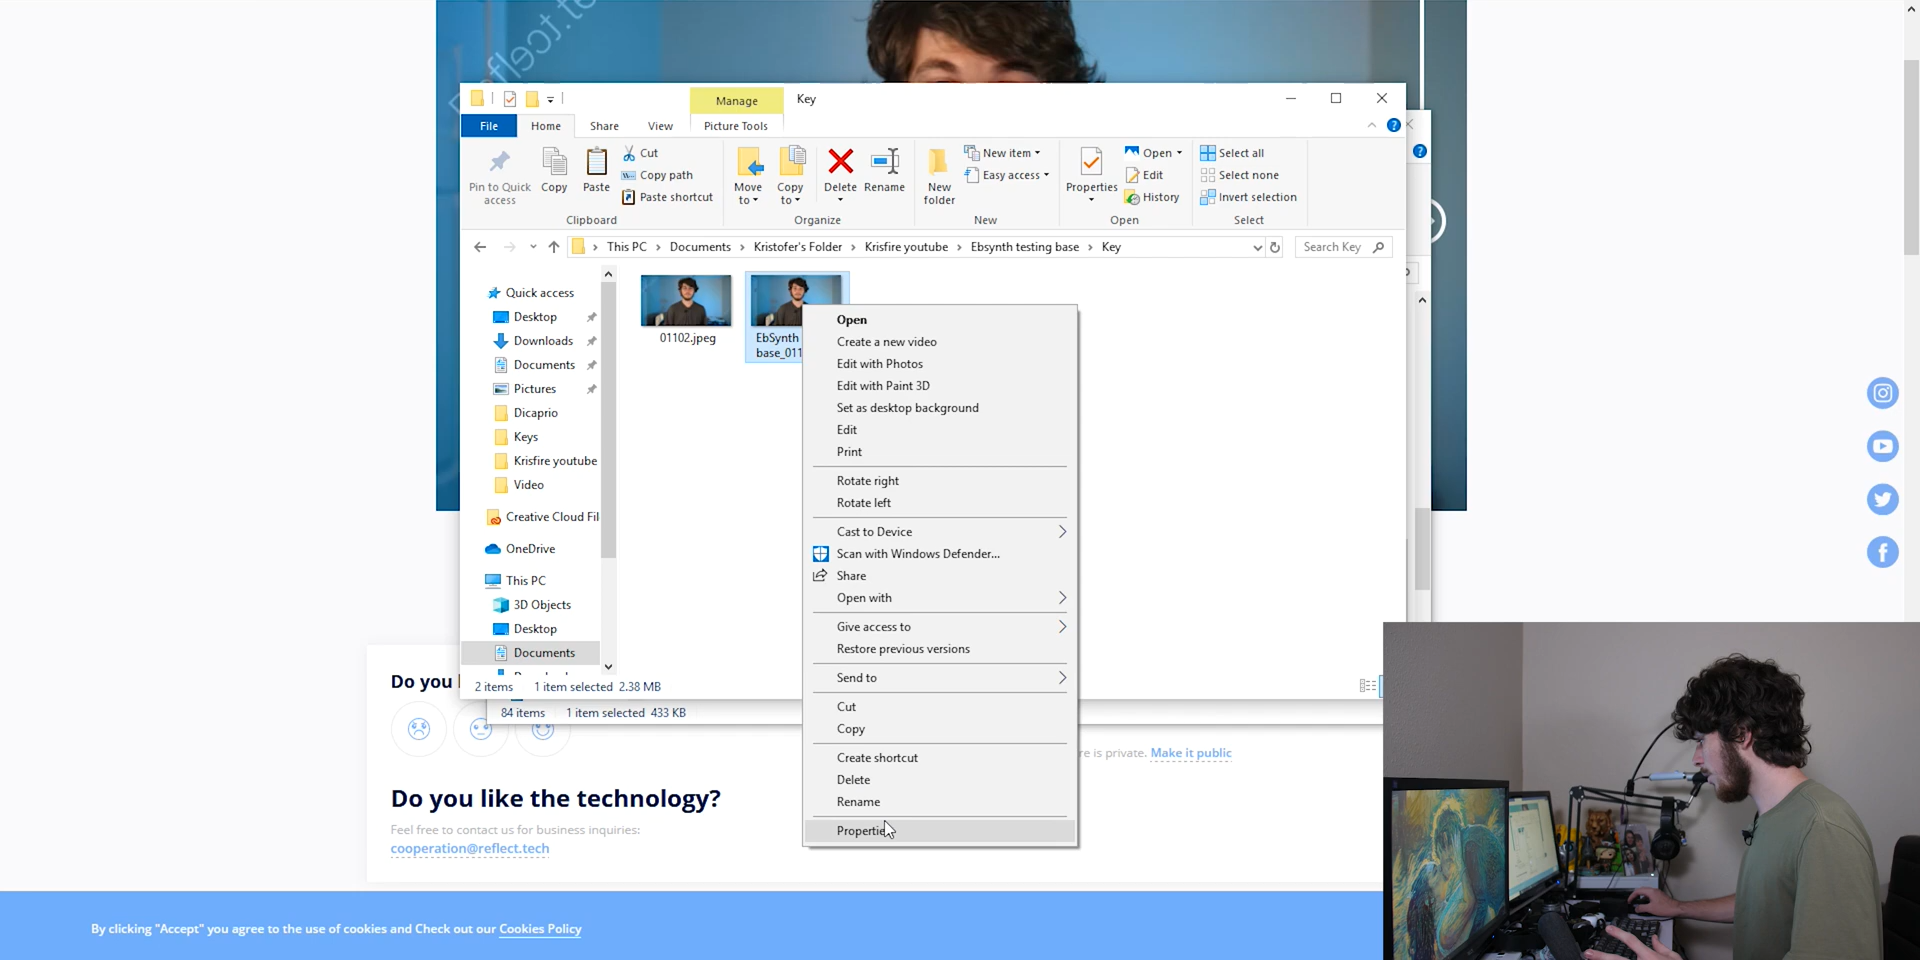 Manage
Key
File
Home
Share
View
Picture Tools
Pin to Quick access
Copy
Paste
Cut
Copy path
Paste shortcut
Clipboard
Move to
Copy to
Delete
Rename
Organize
New folder
New item
Easy access
New
Properties
Open
Edit
History
Open
Select all
Select none
Invert selection
Select
This PC > Documents > Kristofer's Folder > Krisfire youtube > Ebsynth testing base > Key
Search Key
Quick access
Desktop
Downloads
Documents
Pictures
Dicaprio
Keys
Krisfire youtube
Video
Creative Cloud Fil
OneDrive
This PC
3D Objects
Desktop
Documents
01102.jpeg
EbSynth
base_011
Open
Create a new video
Edit with Photos
Edit with Paint 3D
Set as desktop background
Edit
Print
Rotate right
Rotate left
Cast to Device
Scan with Windows Defender...
Share
Open with
Give access to
Restore previous versions
Send to
Cut
Copy
Create shortcut
Delete
Rename
Properties
2 items 1 item selected 2.38 MB
84 items 1 item selected 433 KB
Do you
re is private. Make it public
Do you like the technology?
Feel free to contact us for business inquiries:
cooperation@reflect.tech
By clicking "Accept" you agree to the use of cookies and Check out our Cookies Policy